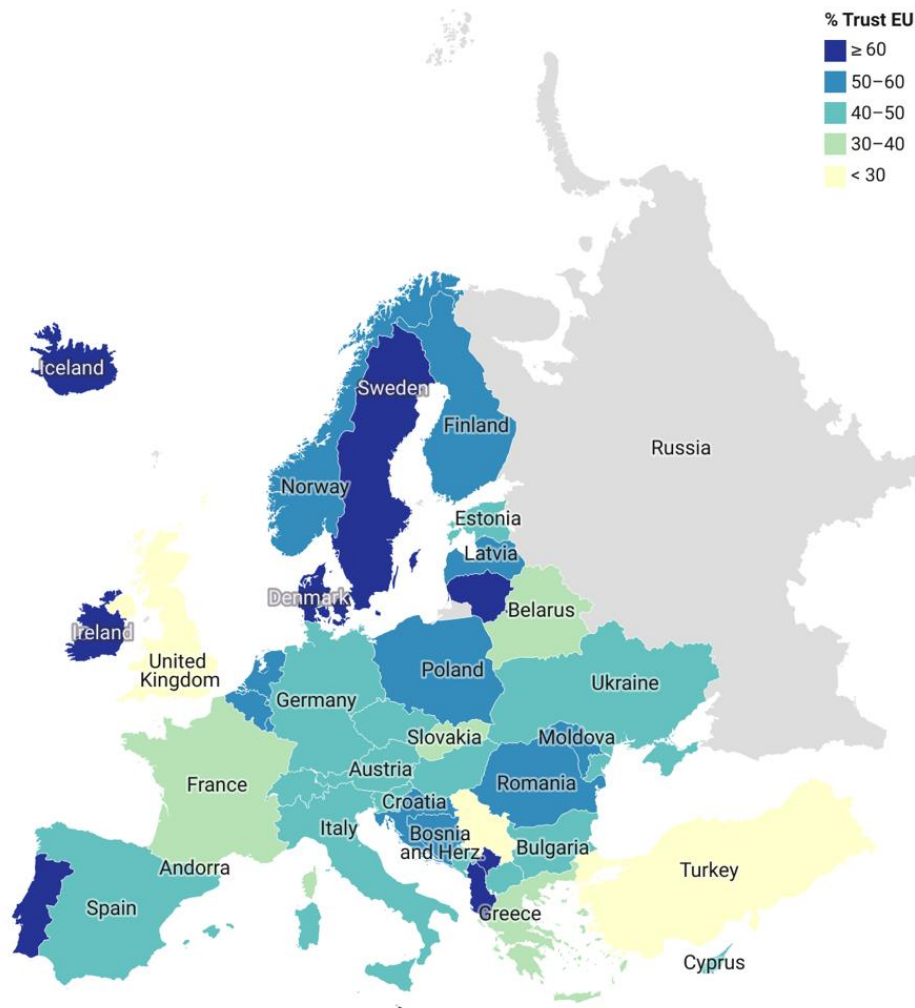 % Trust EU
≥ 60
50–60
40–50
30–40
< 30
Iceland
Sweden
Finland
Russia
Norway
Estonia
Latvia
Denmark
Belarus
Ireland
United
Kingdom
Poland
Ukraine
Germany
Slovakia
Moldova
Austria
France
Romania
Croatia
Italy
Bosnia
and Herz.
Bulgaria
Andorra
Turkey
Spain
Greece
Cyprus